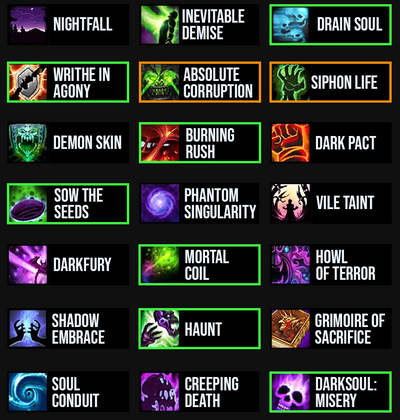 NIGHTFALL
INEVITABLE
DEMISE
DRAIN SOUL
WRITHE IN
AGONY
ABSOLUTE
CORRUPTION
SIPHON LIFE
DEMON SKIN
BURNING
RUSH
DARK PACT
SOW THE
SEEDS
PHANTOM
SINGULARITY
VILE TAINT
DARKFURY
MORTAL
COIL
HOWL
OF TERROR
SHADOW
EMBRACE
HAUNT
GRIMOIRE OF
SACRIFICE
SOUL
CONDUIT
CREEPING
DEATH
DARKSOUL:
MISERY